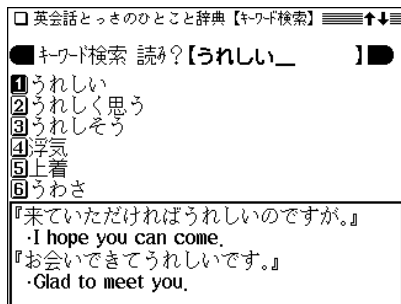 □ 英会話とっさのひとこと辞典【ｷｰﾜｰﾄﾞ検索】 ↑↓
ｷｰﾜｰﾄﾞ検索 読み?【うれしい_ 】
1うれしい
2うれしく思う
3うれしそう
4浮気
5上着
6うわさ
『来ていただければうれしいのですが。』
·I hope you can come.
『お会いできてうれしいです。』
·Glad to meet you.